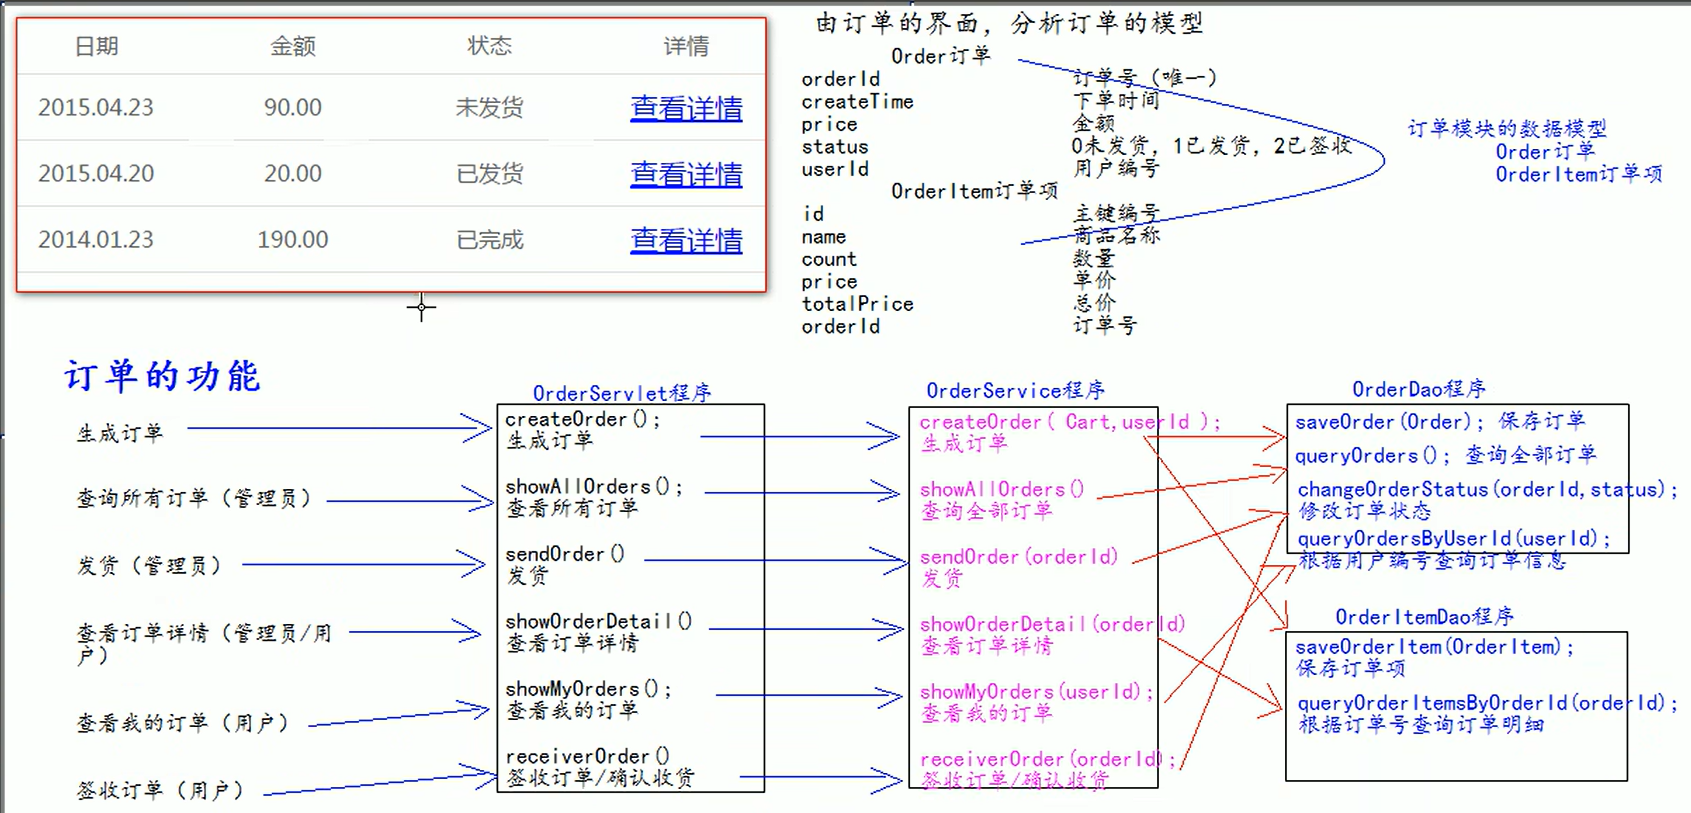 日期 金额 状态 详情
2015.04.23 90.00 未发货 查看详情
2015.04.20 20.00 已发货 查看详情
2014.01.23 190.00 已完成 查看详情
由订单的界面，分析订单的模型
Order订单
orderId 订单号（唯一）
createTime 下单时间
price 金额
status 0未发货，1已发货，2已签收
userId 用户编号
OrderItem订单项
id 主键编号
name 商品名称
count 数量
price 单价
totalPrice 总价
orderId 订单号
订单模块的数据模型
Order订单
OrderItem订单项
订单的功能
生成订单
查询所有订单（管理员）
发货（管理员）
查看订单详情（管理员/用
户）
查看我的订单（用户）
签收订单（用户）
OrderServlet程序
createOrder();
生成订单
showAllOrders();
查看所有订单
sendOrder()
发货
showOrderDetail()
查看订单详情
showMyOrders();
查看我的订单
receiverOrder()
签收订单/确认收货
OrderService程序
createOrder( Cart,userId );
生成订单
showAllOrders()
查询全部订单
sendOrder(orderId)
发货
showOrderDetail(orderId)
查看订单详情
showMyOrders(userId);
查看我的订单
receiverOrder(orderId);
签收订单/确认收货
OrderDao程序
saveOrder(Order); 保存订单
queryOrders(); 查询全部订单
changeOrderStatus(orderId,status);
修改订单状态
queryOrdersByUserId(userId);
根据用户编号查询订单信息
OrderItemDao程序
saveOrderItem(OrderItem);
保存订单项
queryOrderItemsByOrderId(orderId);
根据订单号查询订单明细